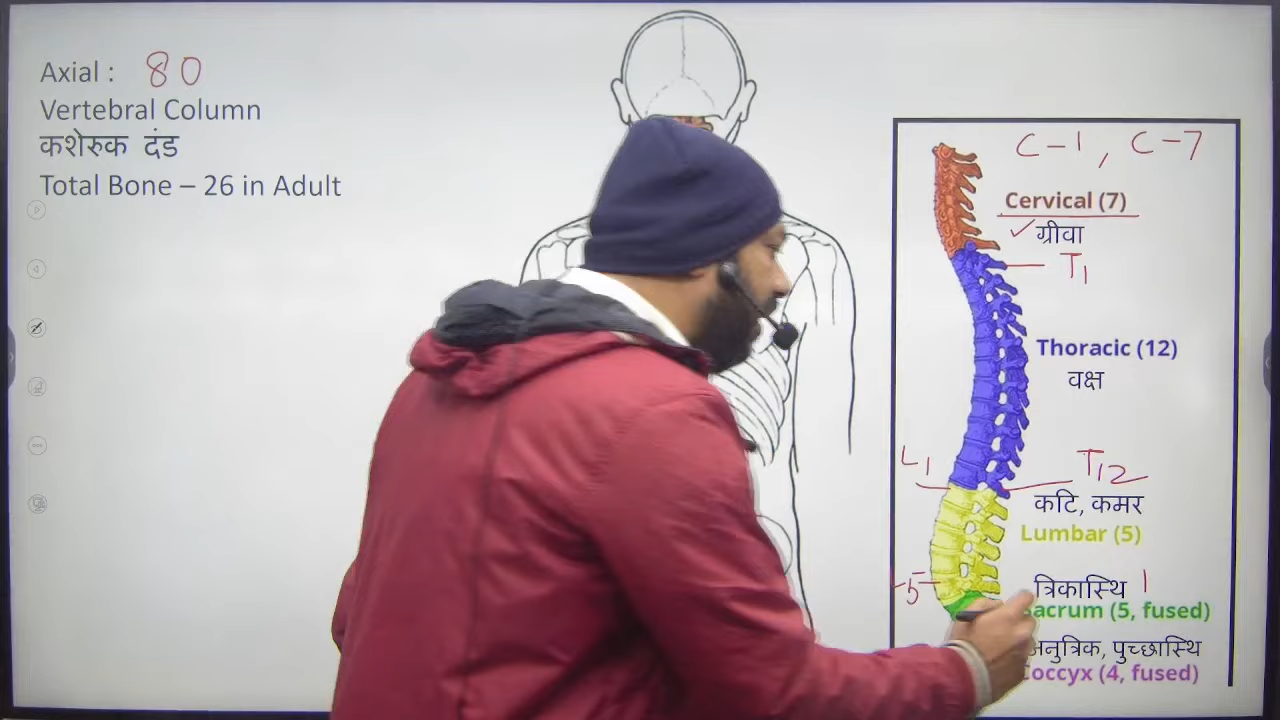 Axial : 80
Vertebral Column
कशेरुक दंड
Total Bone – 26 in Adult
C-1, C-7
Cervical (7)
ग्रीवा
T1
Thoracic (12)
वक्ष
L1
T12
कटि, कमर
Lumbar (5)
L5
त्रिकास्थि 1
Sacrum (5, fused)
अनुत्रिक, पुच्छास्थि
Coccyx (4, fused)